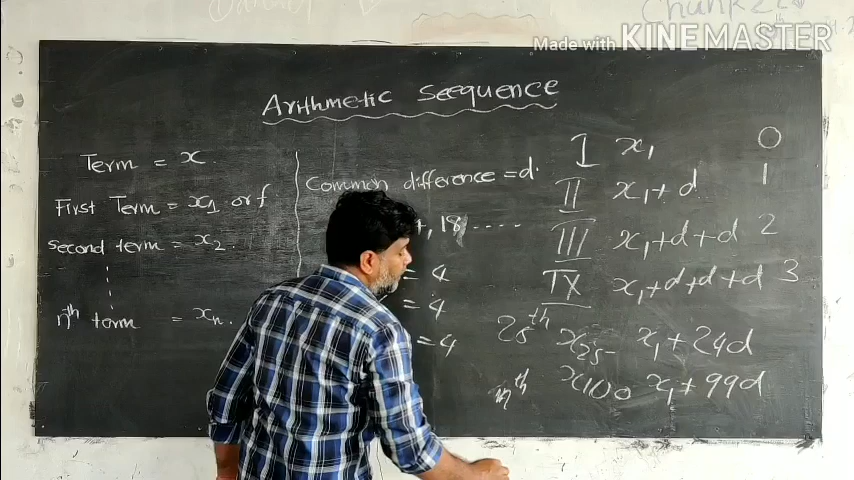 Made with KINEMASTER
Arithmetic Seequence
Term = x.
First Term = x1 or f
second term = x2.
nth term = xn.
Common difference = d.
, 18, ....
= 4
= 4
= 4
I x1 0
II x1 + d 1
III x1+d+d 2
IV x1+d+d+d 3
25th x25 x1+24d
nth x100 x1+99d